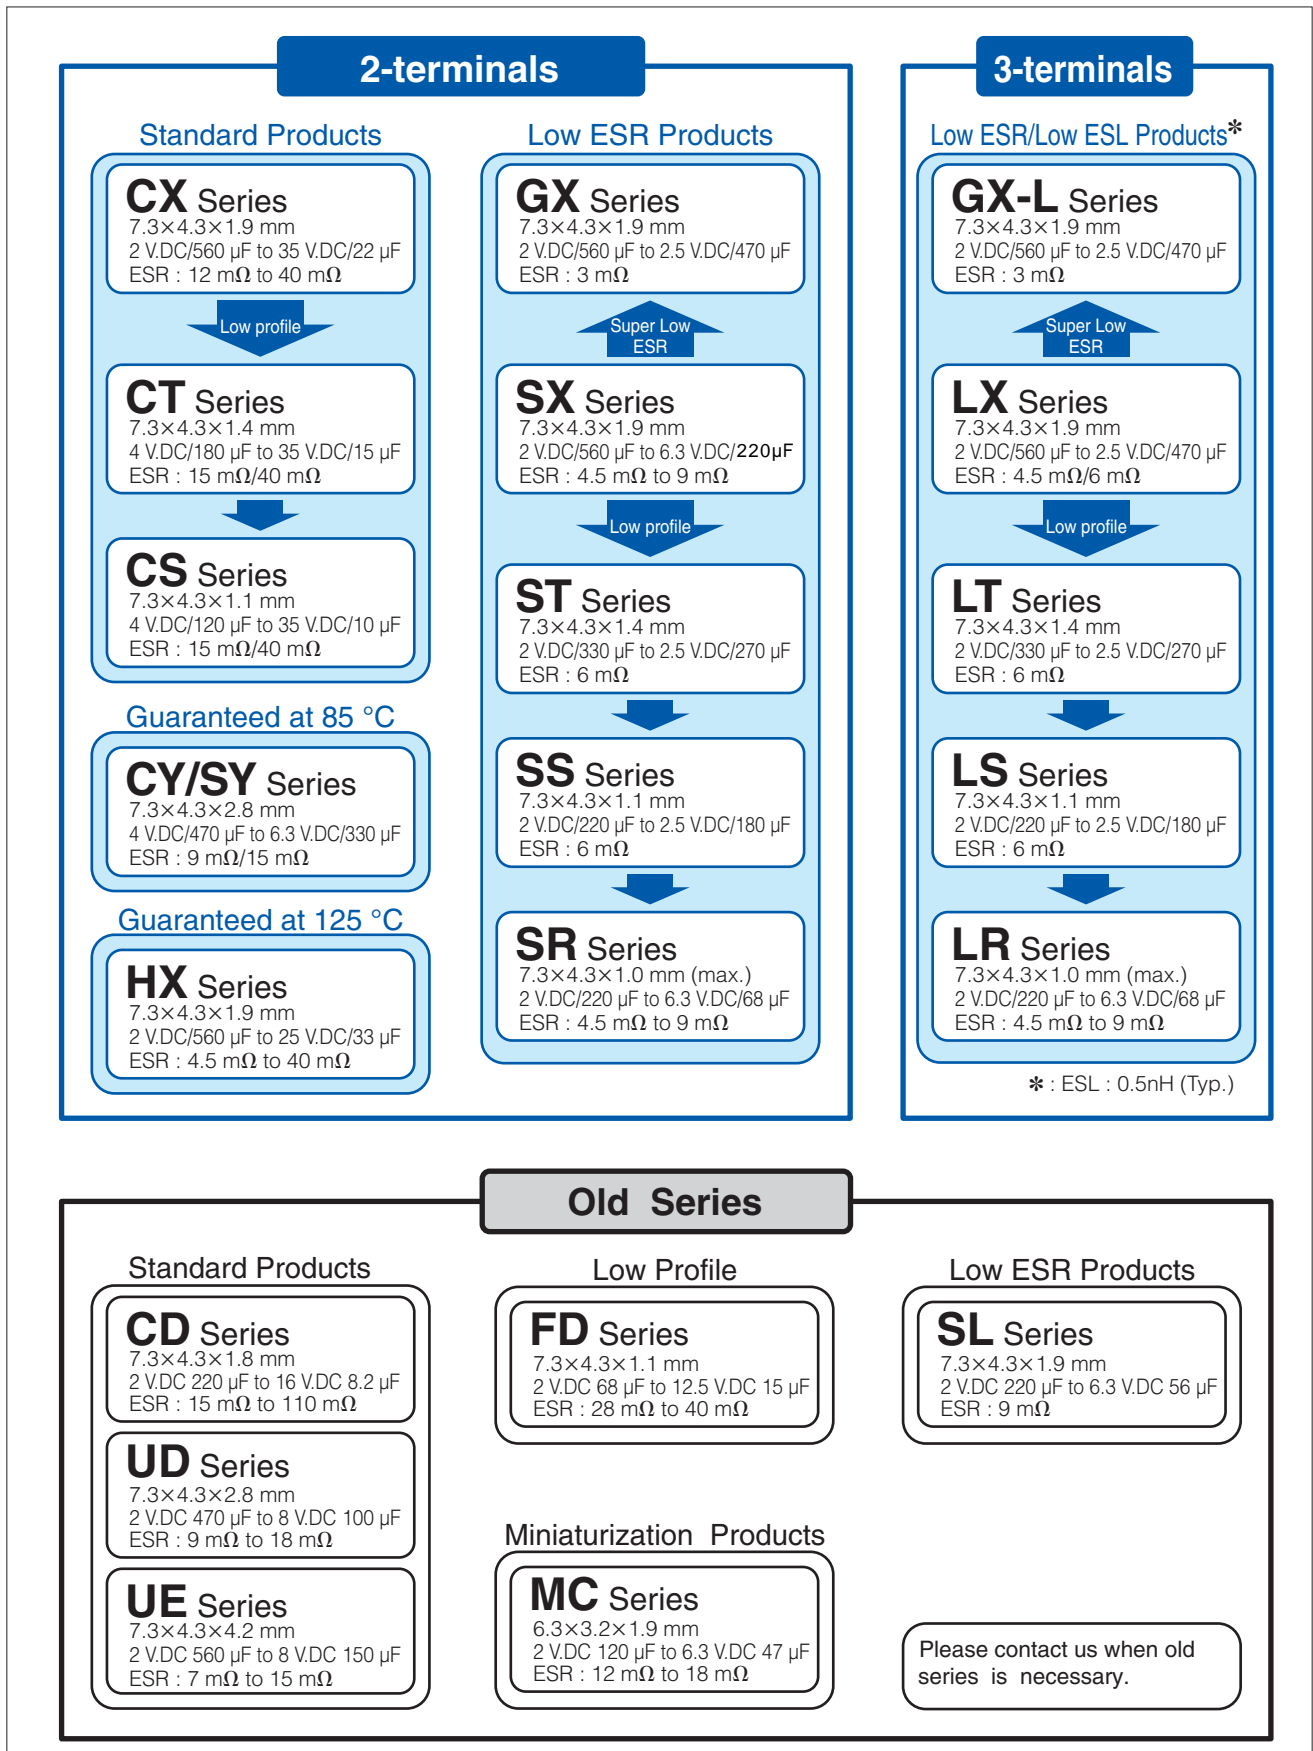 2-terminals
Standard Products
CX Series
7.3×4.3×1.9 mm
2 V.DC/560 µF to 35 V.DC/22 µF
ESR : 12 mΩ to 40 mΩ
Low profile
CT Series
7.3×4.3×1.4 mm
4 V.DC/180 µF to 35 V.DC/15 µF
ESR : 15 mΩ/40 mΩ
CS Series
7.3×4.3×1.1 mm
4 V.DC/120 µF to 35 V.DC/10 µF
ESR : 15 mΩ/40 mΩ
Guaranteed at 85 °C
CY/SY Series
7.3×4.3×2.8 mm
4 V.DC/470 µF to 6.3 V.DC/330 µF
ESR : 9 mΩ/15 mΩ
Guaranteed at 125 °C
HX Series
7.3×4.3×1.9 mm
2 V.DC/560 µF to 25 V.DC/33 µF
ESR : 4.5 mΩ to 40 mΩ
Low ESR Products
GX Series
7.3×4.3×1.9 mm
2 V.DC/560 µF to 2.5 V.DC/470 µF
ESR : 3 mΩ
Super Low
ESR
SX Series
7.3×4.3×1.9 mm
2 V.DC/560 µF to 6.3 V.DC/220µF
ESR : 4.5 mΩ to 9 mΩ
Low profile
ST Series
7.3×4.3×1.4 mm
2 V.DC/330 µF to 2.5 V.DC/270 µF
ESR : 6 mΩ
SS Series
7.3×4.3×1.1 mm
2 V.DC/220 µF to 2.5 V.DC/180 µF
ESR : 6 mΩ
SR Series
7.3×4.3×1.0 mm (max.)
2 V.DC/220 µF to 6.3 V.DC/68 µF
ESR : 4.5 mΩ to 9 mΩ
3-terminals
Low ESR/Low ESL Products*
GX-L Series
7.3×4.3×1.9 mm
2 V.DC/560 µF to 2.5 V.DC/470 µF
ESR : 3 mΩ
Super Low
ESR
LX Series
7.3×4.3×1.9 mm
2 V.DC/560 µF to 2.5 V.DC/470 µF
ESR : 4.5 mΩ/6 mΩ
Low profile
LT Series
7.3×4.3×1.4 mm
2 V.DC/330 µF to 2.5 V.DC/270 µF
ESR : 6 mΩ
LS Series
7.3×4.3×1.1 mm
2 V.DC/220 µF to 2.5 V.DC/180 µF
ESR : 6 mΩ
LR Series
7.3×4.3×1.0 mm (max.)
2 V.DC/220 µF to 6.3 V.DC/68 µF
ESR : 4.5 mΩ to 9 mΩ
* : ESL : 0.5nH (Typ.)
Old Series
Standard Products
CD Series
7.3×4.3×1.8 mm
2 V.DC 220 µF to 16 V.DC 8.2 µF
ESR : 15 mΩ to 110 mΩ
UD Series
7.3×4.3×2.8 mm
2 V.DC 470 µF to 8 V.DC 100 µF
ESR : 9 mΩ to 18 mΩ
UE Series
7.3×4.3×4.2 mm
2 V.DC 560 µF to 8 V.DC 150 µF
ESR : 7 mΩ to 15 mΩ
Low Profile
FD Series
7.3×4.3×1.1 mm
2 V.DC 68 µF to 12.5 V.DC 15 µF
ESR : 28 mΩ to 40 mΩ
Miniaturization Products
MC Series
6.3×3.2×1.9 mm
2 V.DC 120 µF to 6.3 V.DC 47 µF
ESR : 12 mΩ to 18 mΩ
Low ESR Products
SL Series
7.3×4.3×1.9 mm
2 V.DC 220 µF to 6.3 V.DC 56 µF
ESR : 9 mΩ
Please contact us when old
series is necessary.